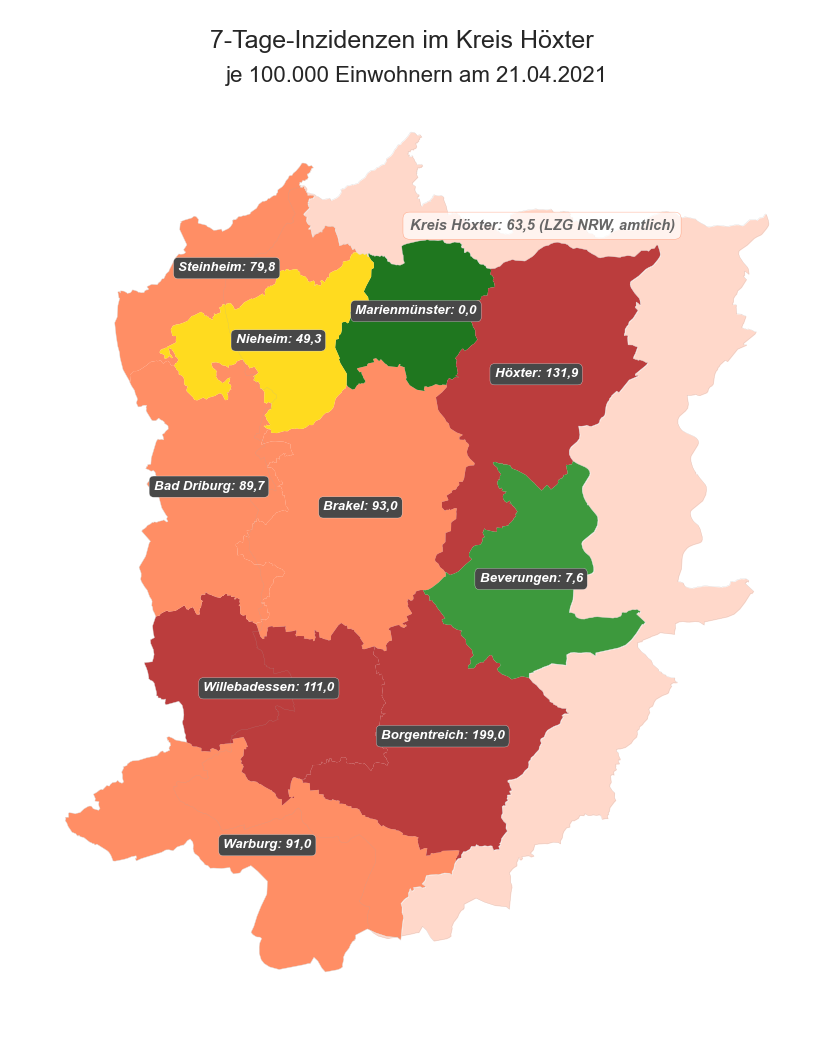 7-Tage-Inzidenzen im Kreis Höxter
je 100.000 Einwohnern am 21.04.2021
Kreis Höxter: 63,5 (LZG NRW, amtlich)
Steinheim: 79,8
Marienmünster: 0,0
Nieheim: 49,3
Höxter: 131,9
Bad Driburg: 89,7
Brakel: 93,0
Beverungen: 7,6
Willebadessen: 111,0
Borgentreich: 199,0
Warburg: 91,0